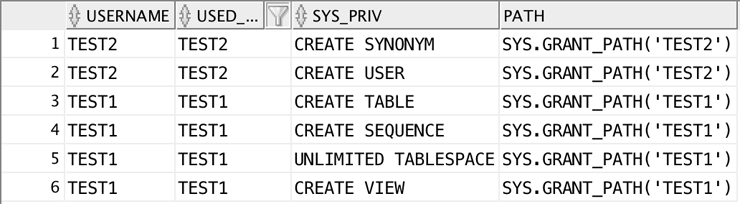 USERNAME USED_... SYS_PRIV PATH
1 TEST2 TEST2 CREATE SYNONYM SYS.GRANT_PATH('TEST2')
2 TEST2 TEST2 CREATE USER SYS.GRANT_PATH('TEST2')
3 TEST1 TEST1 CREATE TABLE SYS.GRANT_PATH('TEST1')
4 TEST1 TEST1 CREATE SEQUENCE SYS.GRANT_PATH('TEST1')
5 TEST1 TEST1 UNLIMITED TABLESPACE SYS.GRANT_PATH('TEST1')
6 TEST1 TEST1 CREATE VIEW SYS.GRANT_PATH('TEST1')